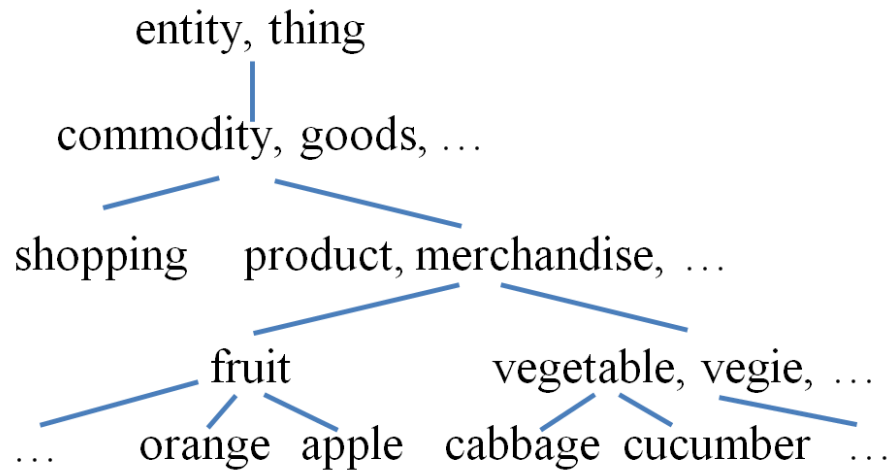 entity, thing
commodity, goods, …
shopping product, merchandise, …
fruit vegetable, vegie, …
… orange apple cabbage cucumber …